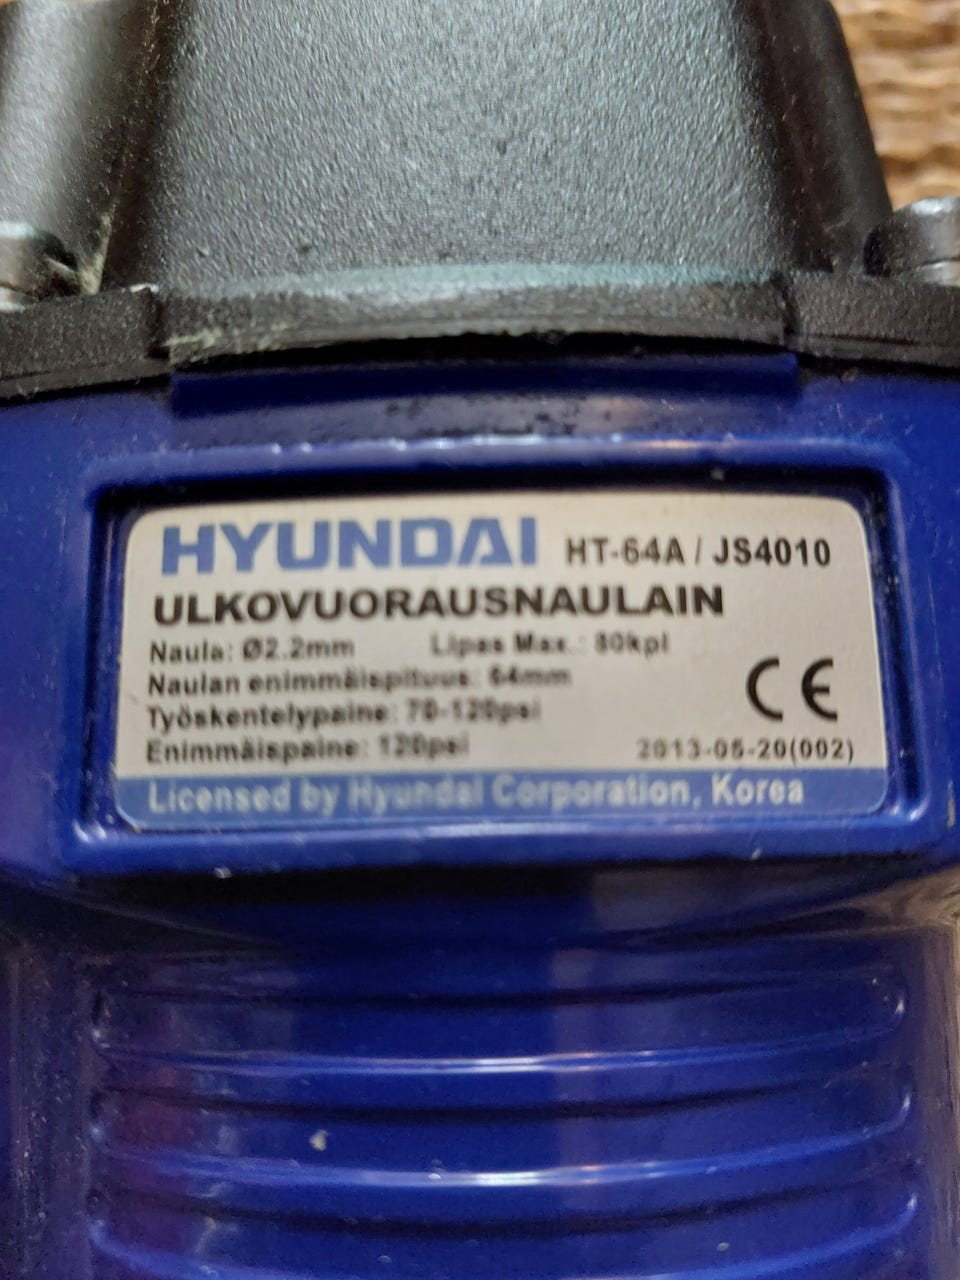 HYUNDAI HT-64A / JS4010
ULKOVUORAUSNAULAIN
Naula: Ø2.2mm Lipas Max.: 80kpl
Naulan enimmäispituus: 64mm
Työskentelypaine: 70-120psi
Enimmäispaine: 120psi
CE
2013-05-20(002)
Licensed by Hyundai Corporation, Korea